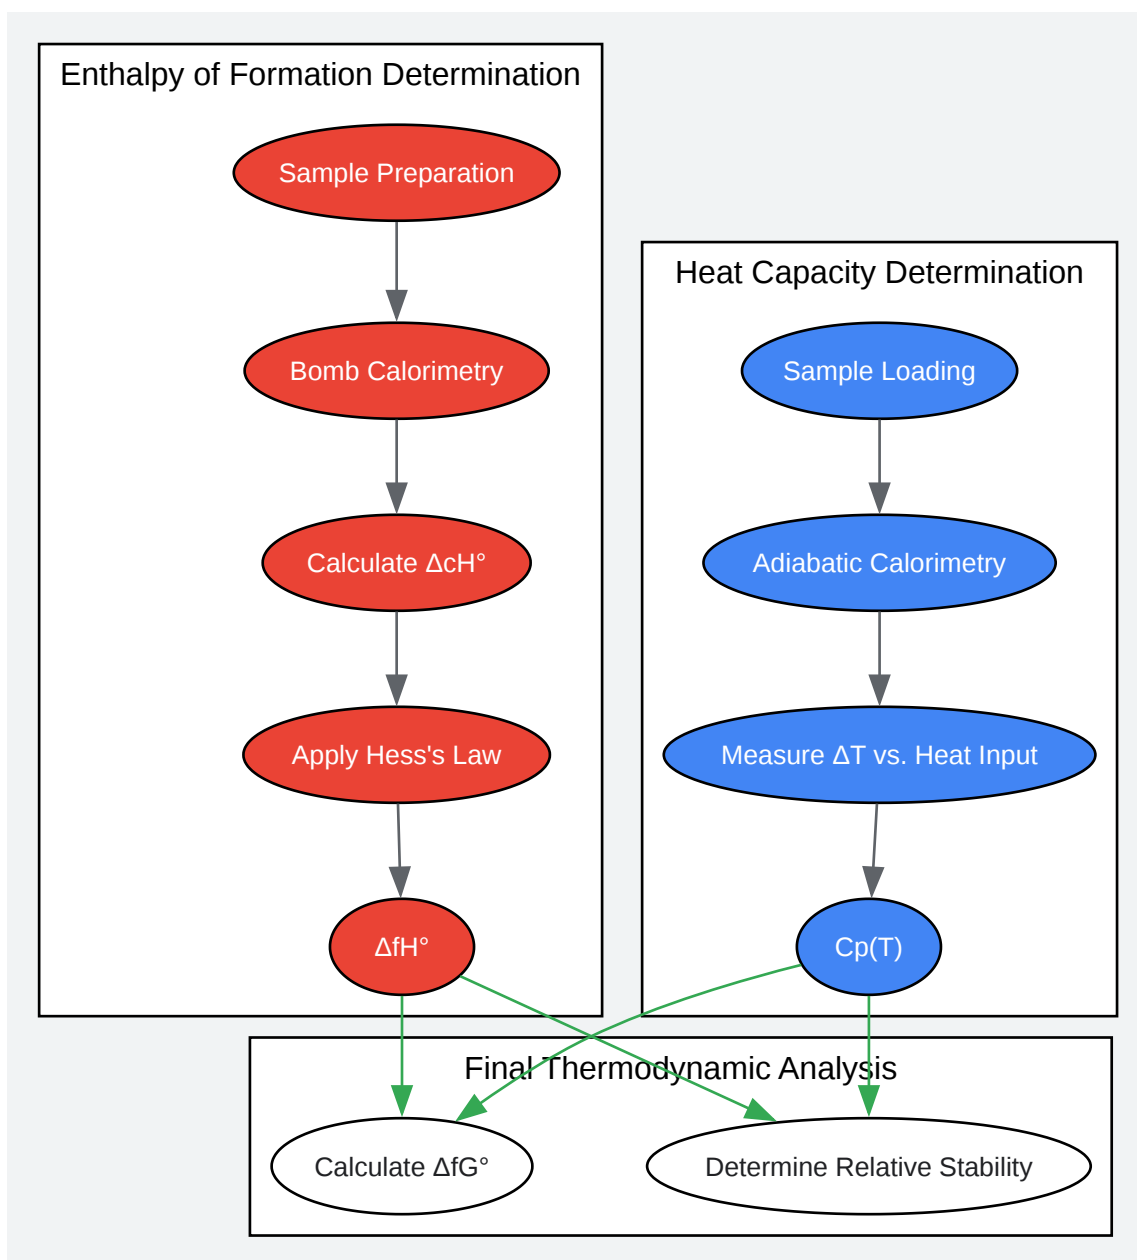 Enthalpy of Formation Determination
Sample Preparation
Bomb Calorimetry
Calculate ΔcH°
Apply Hess's Law
ΔfH°
Heat Capacity Determination
Sample Loading
Adiabatic Calorimetry
Measure ΔT vs. Heat Input
Cp(T)
Final Thermodynamic Analysis
Calculate ΔfG°
Determine Relative Stability